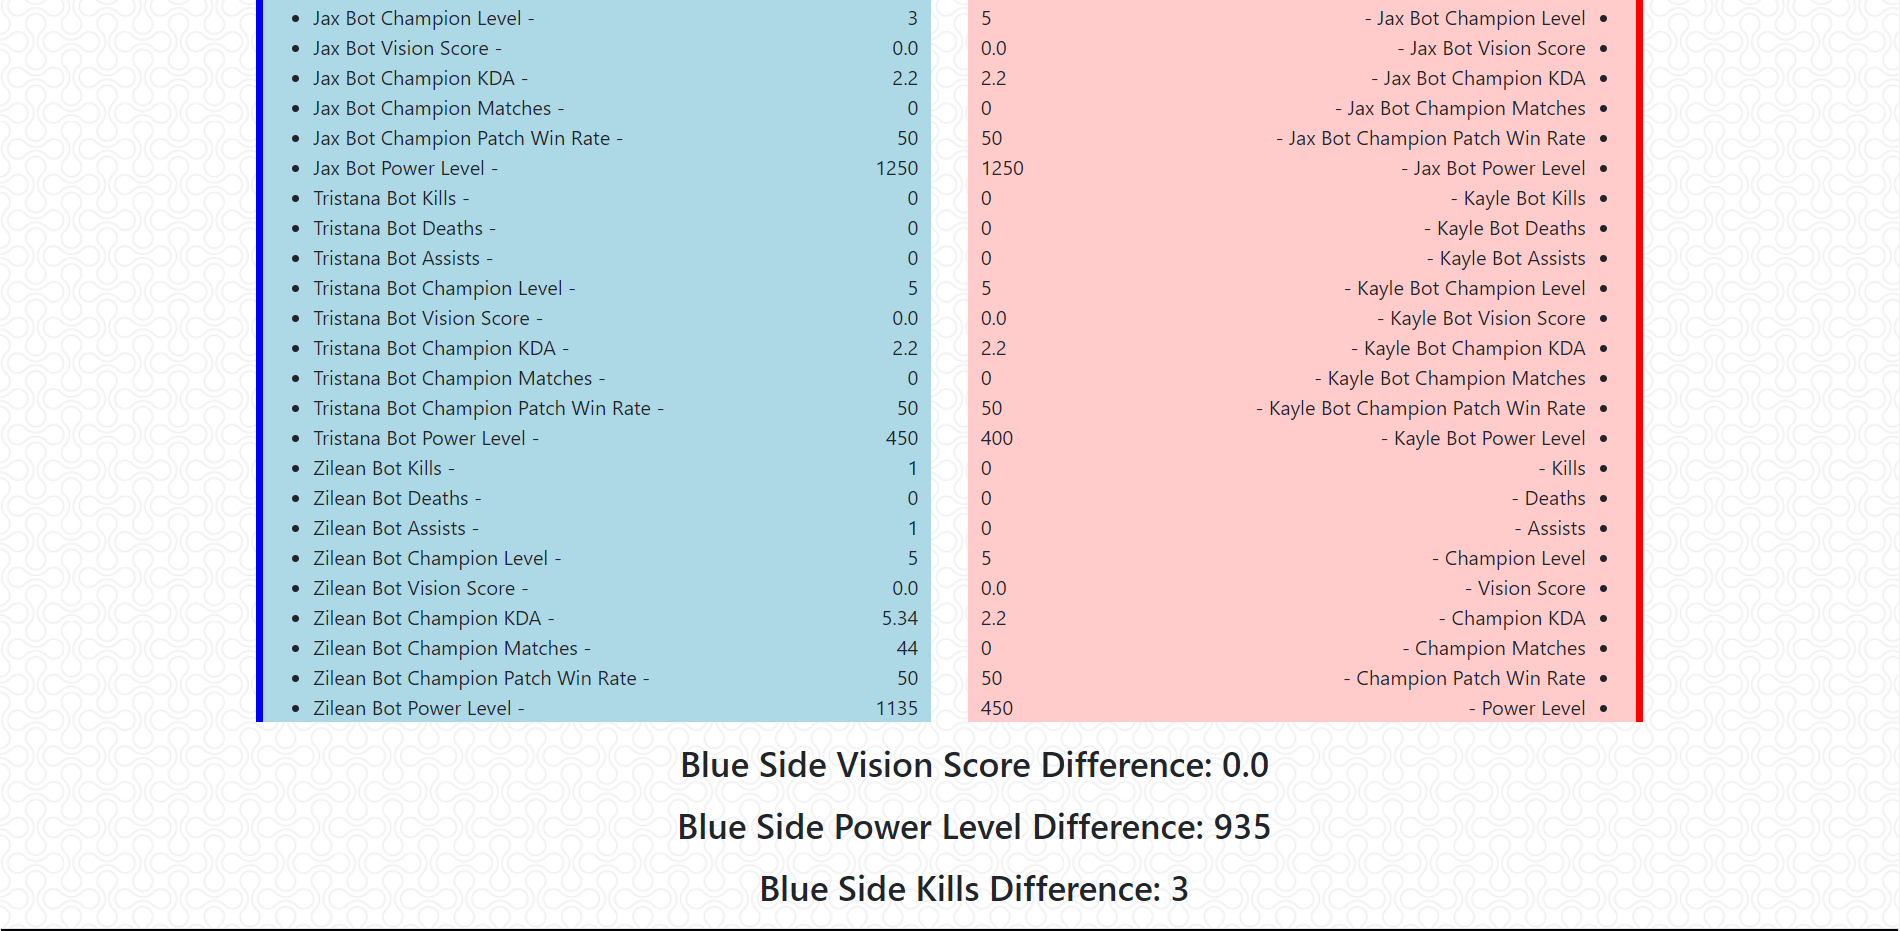 Jax Bot Champion Level - 3 5 - Jax Bot Champion Level
Jax Bot Vision Score - 0.0 0.0 - Jax Bot Vision Score
Jax Bot Champion KDA - 2.2 2.2 - Jax Bot Champion KDA
Jax Bot Champion Matches - 0 0 - Jax Bot Champion Matches
Jax Bot Champion Patch Win Rate - 50 50 - Jax Bot Champion Patch Win Rate
Jax Bot Power Level - 1250 1250 - Jax Bot Power Level
Tristana Bot Kills - 0 0 - Kayle Bot Kills
Tristana Bot Deaths - 0 0 - Kayle Bot Deaths
Tristana Bot Assists - 0 0 - Kayle Bot Assists
Tristana Bot Champion Level - 5 5 - Kayle Bot Champion Level
Tristana Bot Vision Score - 0.0 0.0 - Kayle Bot Vision Score
Tristana Bot Champion KDA - 2.2 2.2 - Kayle Bot Champion KDA
Tristana Bot Champion Matches - 0 0 - Kayle Bot Champion Matches
Tristana Bot Champion Patch Win Rate - 50 50 - Kayle Bot Champion Patch Win Rate
Tristana Bot Power Level - 450 400 - Kayle Bot Power Level
Zilean Bot Kills - 1 0 - Kills
Zilean Bot Deaths - 0 0 - Deaths
Zilean Bot Assists - 1 0 - Assists
Zilean Bot Champion Level - 5 5 - Champion Level
Zilean Bot Vision Score - 0.0 0.0 - Vision Score
Zilean Bot Champion KDA - 5.34 2.2 - Champion KDA
Zilean Bot Champion Matches - 44 0 - Champion Matches
Zilean Bot Champion Patch Win Rate - 50 50 - Champion Patch Win Rate
Zilean Bot Power Level - 1135 450 - Power Level
Blue Side Vision Score Difference: 0.0
Blue Side Power Level Difference: 935
Blue Side Kills Difference: 3